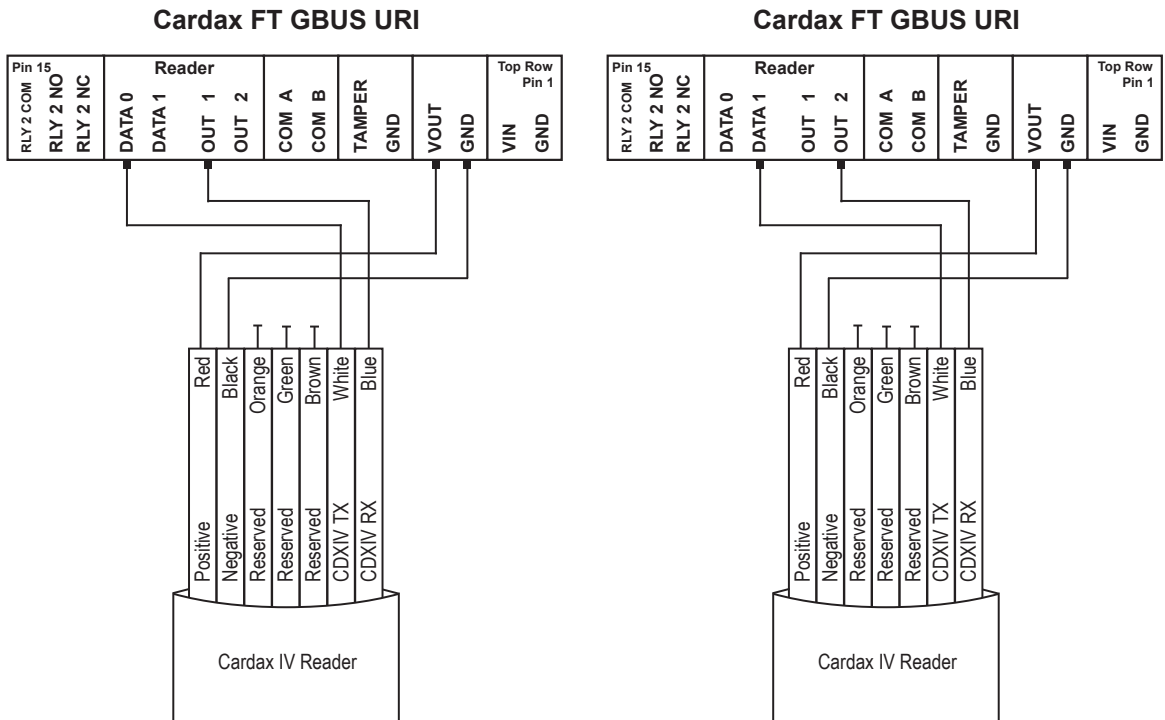 Cardax FT GBUS URI
Pin 15
Reader
Top Row
Pin 1
RLY 2 COM
RLY 2 NO
RLY 2 NC
DATA 0
DATA 1
OUT 1
OUT 2
COM A
COM B
TAMPER
GND
VOUT
GND
VIN
GND
Red
Black
Orange
Green
Brown
White
Blue
Positive
Negative
Reserved
Reserved
Reserved
CDXIV TX
CDXIV RX
Cardax IV Reader
Cardax FT GBUS URI
Pin 15
Reader
Top Row
Pin 1
RLY 2 COM
RLY 2 NO
RLY 2 NC
DATA 0
DATA 1
OUT 1
OUT 2
COM A
COM B
TAMPER
GND
VOUT
GND
VIN
GND
Red
Black
Orange
Green
Brown
White
Blue
Positive
Negative
Reserved
Reserved
Reserved
CDXIV TX
CDXIV RX
Cardax IV Reader